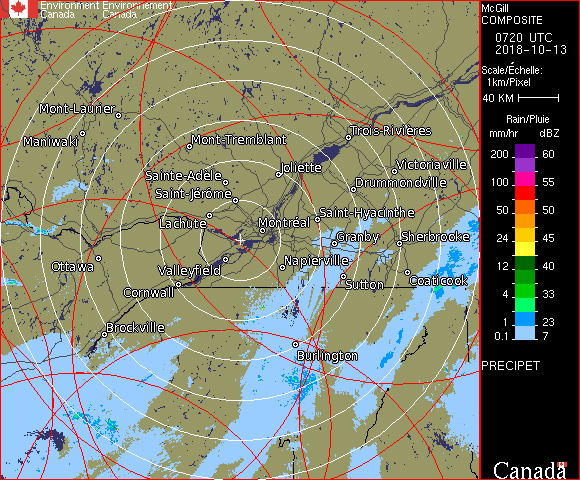 Environment Environnement
Canada Canada
McGill
COMPOSITE
0720 UTC
2018-10-13
Scale/Échelle:
1km/Pixel
40 KM
Rain/Pluie
mm/hr dBZ
200 60
150 55
100 55
50 50
24 45
12 40
4 33
1 23
0.1 7
PRECIPET
Mont-Laurier
Maniwaki
Mont-Tremblant
Trois-Rivières
Sainte-Adèle
Joliette
Victoriaville
Saint-Jérôme
Drummondville
Lachute
Montréal
Saint-Hyacinthe
Granby
Sherbrooke
Ottawa
Valleyfield
Napierville
Cornwall
Sutton
Coaticook
Brockville
Burlington
Canada